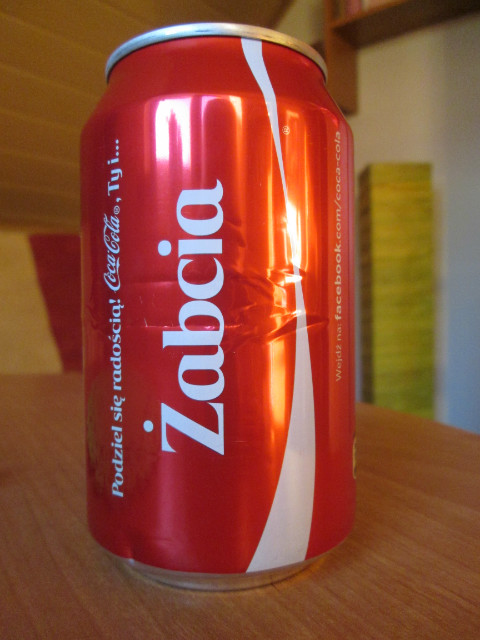 Podziel się radością! Coca-Cola®, Ty i...
Żabcia
®
Wejdź na: facebook.com/coca-cola